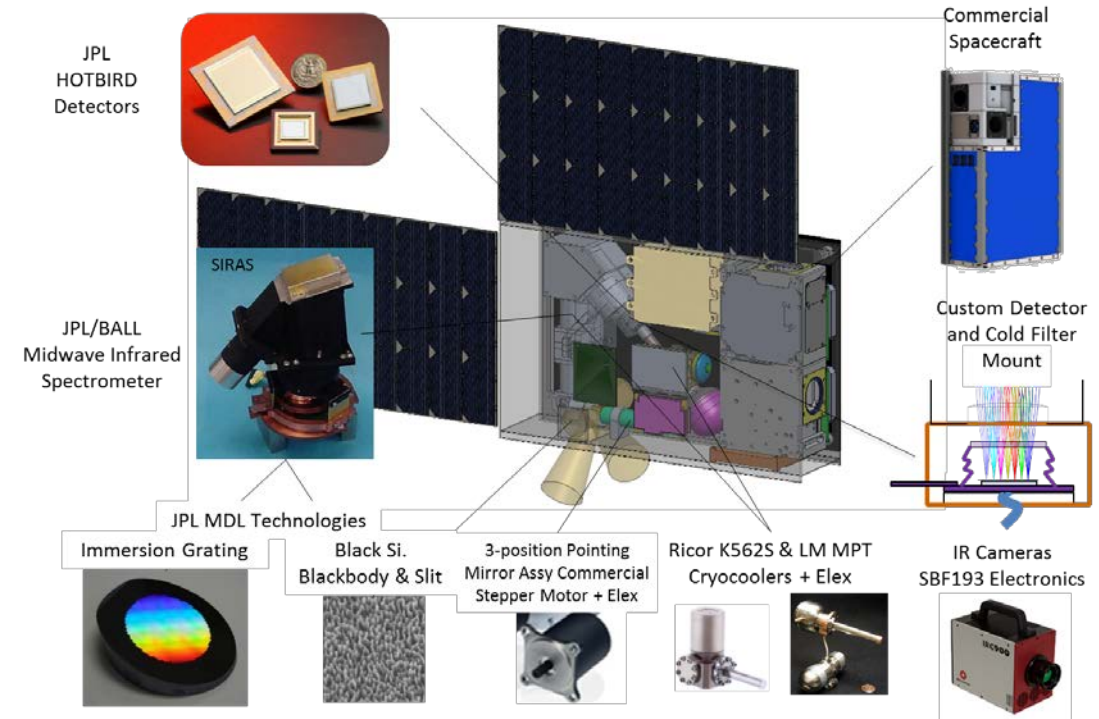 JPL
HOTBIRD
Detectors
Commercial
Spacecraft
SIRAS
JPL/BALL
Midwave Infrared
Spectrometer
Custom Detector
and Cold Filter
Mount
JPL MDL Technologies
Immersion Grating
Black Si.
Blackbody & Slit
3-position Pointing
Mirror Assy Commercial
Stepper Motor + Elex
Ricor K562S & LM MPT
Cryocoolers + Elex
IR Cameras
SBF193 Electronics
IRC900